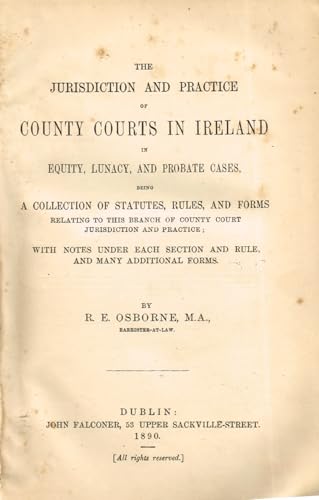 THE
JURISDICTION AND PRACTICE
OF
COUNTY COURTS IN IRELAND
IN
EQUITY, LUNACY, AND PROBATE CASES,
BEING
A COLLECTION OF STATUTES, RULES, AND FORMS
RELATING TO THIS BRANCH OF COUNTY COURT
JURISDICTION AND PRACTICE;
WITH NOTES UNDER EACH SECTION AND RULE,
AND MANY ADDITIONAL FORMS.
BY
R. E. OSBORNE, M.A.,
BARRISTER-AT-LAW.
DUBLIN:
JOHN FALCONER, 53 UPPER SACKVILLE-STREET.
1890.
[All rights reserved.]